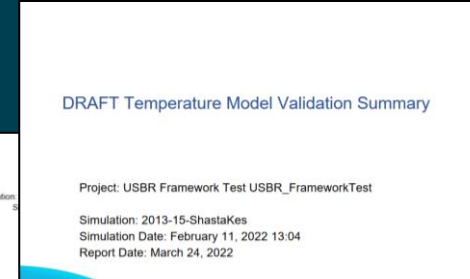 DRAFT Temperature Model Validation Summary
Project: USBR Framework Test USBR_FrameworkTest
Simulation: 2013-15-ShastaKes
Simulation Date: February 11, 2022 13:04
Report Date: March 24, 2022